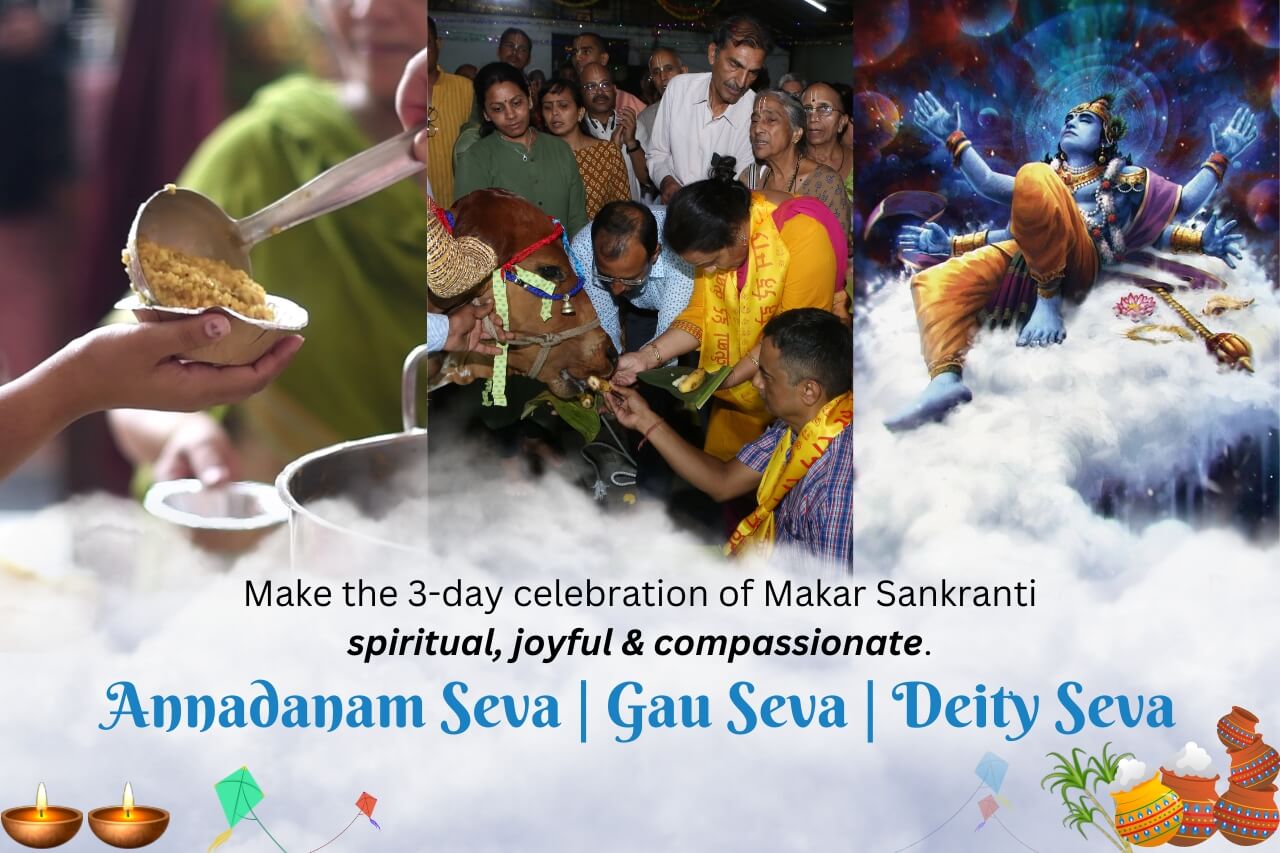 Make the 3-day celebration of Makar Sankranti
spiritual, joyful & compassionate.
Annadanam Seva | Gau Seva | Deity Seva